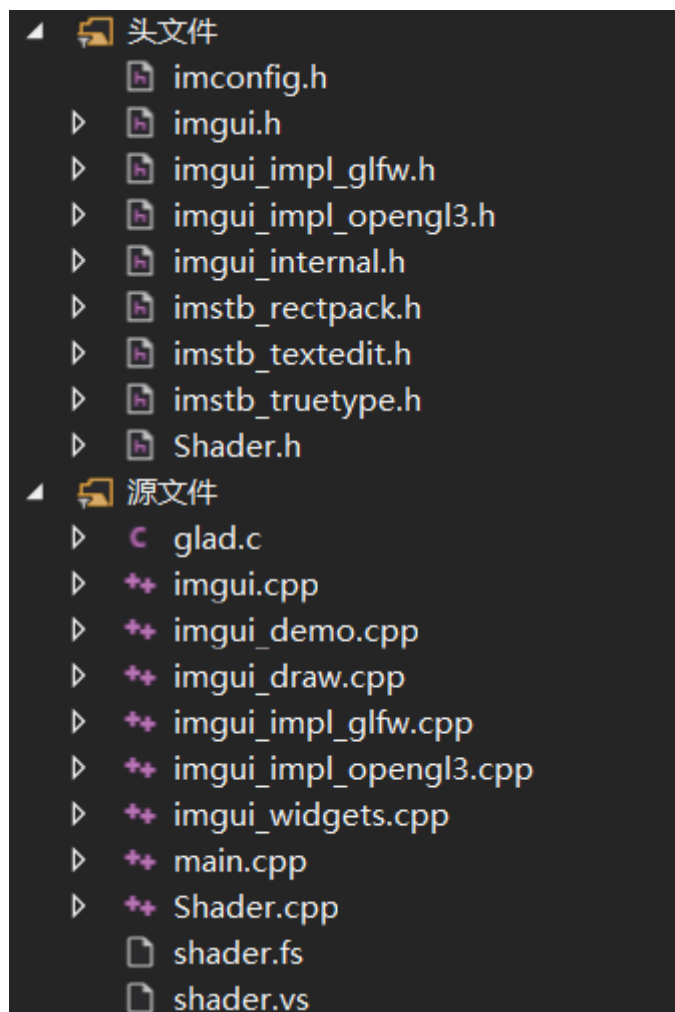 头文件
imconfig.h
imgui.h
imgui_impl_glfw.h
imgui_impl_opengl3.h
imgui_internal.h
imstb_rectpack.h
imstb_textedit.h
imstb_truetype.h
Shader.h
源文件
glad.c
imgui.cpp
imgui_demo.cpp
imgui_draw.cpp
imgui_impl_glfw.cpp
imgui_impl_opengl3.cpp
imgui_widgets.cpp
main.cpp
Shader.cpp
shader.fs
shader.vs